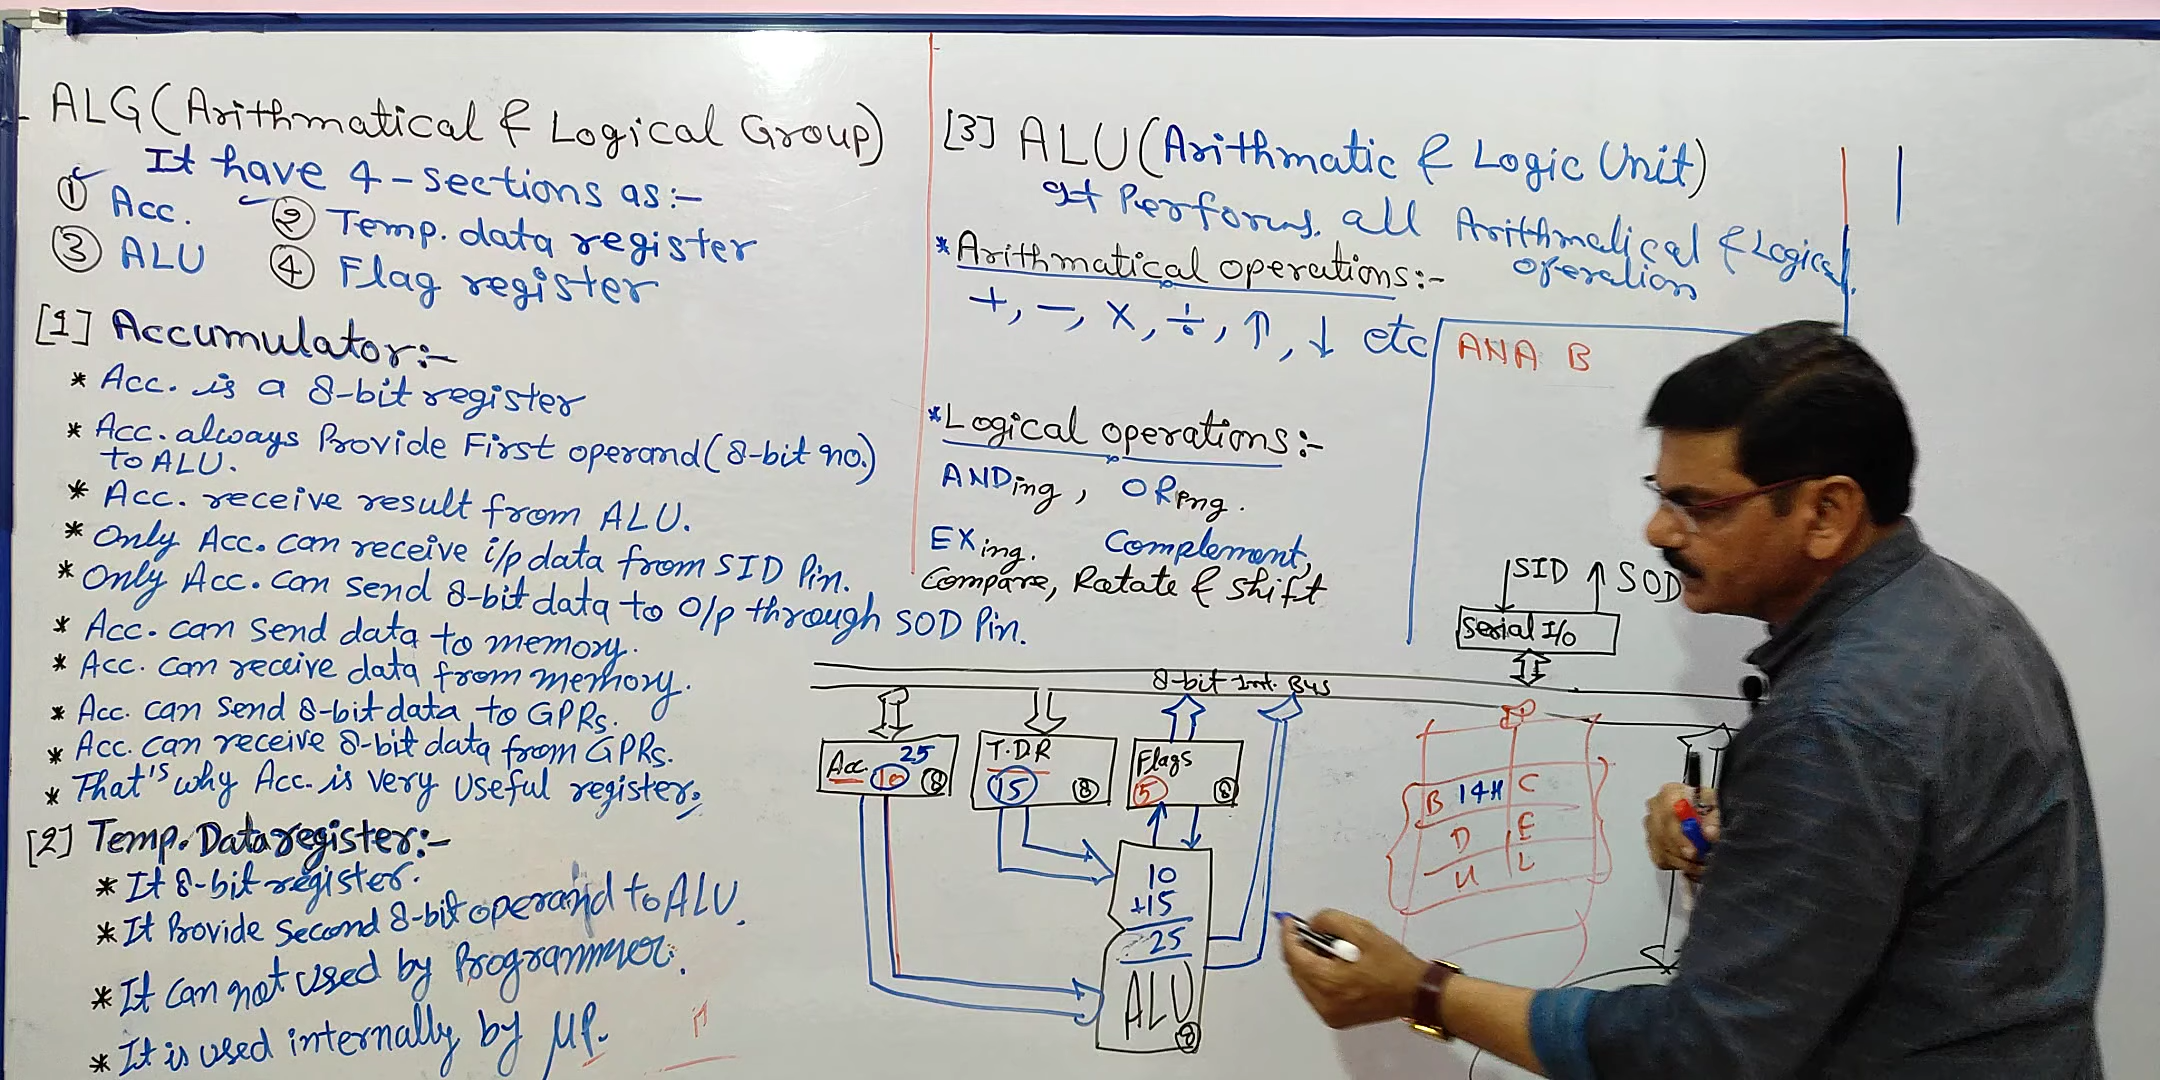 ALG (Arithmatical & Logical Group)
It have 4-sections as:-
① Acc. ② Temp. data register
③ ALU ④ Flag register
[1] Accumulator:-
* Acc. is a 8-bit register
* Acc. always Provide First operand (8-bit no.)
to ALU.
* Acc. receive result from ALU.
* Only Acc. can receive i/p data from SID Pin.
* Only Acc. can send 8-bit data to O/p through SOD Pin.
* Acc. can send data to memory.
* Acc. can receive data from memory.
* Acc. can send 8-bit data to GPRs.
* Acc. can receive 8-bit data from GPRs.
* That's why Acc. is very useful register.
[2] Temp. Data register:-
* It 8-bit register.
* It Provide Second 8-bit operand to ALU.
* It can not used by Programmer.
* It is used internally by μP.
[3] ALU (Arithmatic & Logic Unit)
It Performs all Arithmatical & Logical
operation
* Arithmatical operations:-
+, -, ×, ÷, ↑, ↓ etc
* Logical operations:-
ANDing, ORing.
EXing. Complement,
Compare, Rotate & Shift
ANA B
SID SOD
Serial I/O
8-bit Int. Bus
Acc. 25
10 8
T.D.R
15 8
Flags
5 8
10
+15
25
ALU
8
B 14H C
D E
H L